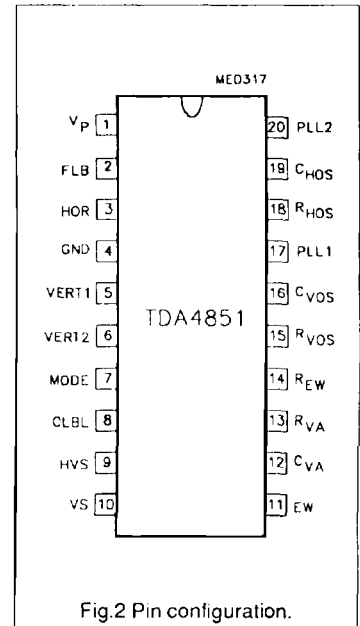 MED317
VP 1 20 PLL2
FLB 2 19 CHOS
HOR 3 18 RHOS
GND 4 17 PLL1
VERT1 5 16 CVOS
VERT2 6 TDA4851 15 RVOS
MODE 7 14 REW
CLBL 8 13 RVA
HVS 9 12 CVA
VS 10 11 EW
Fig.2 Pin configuration.